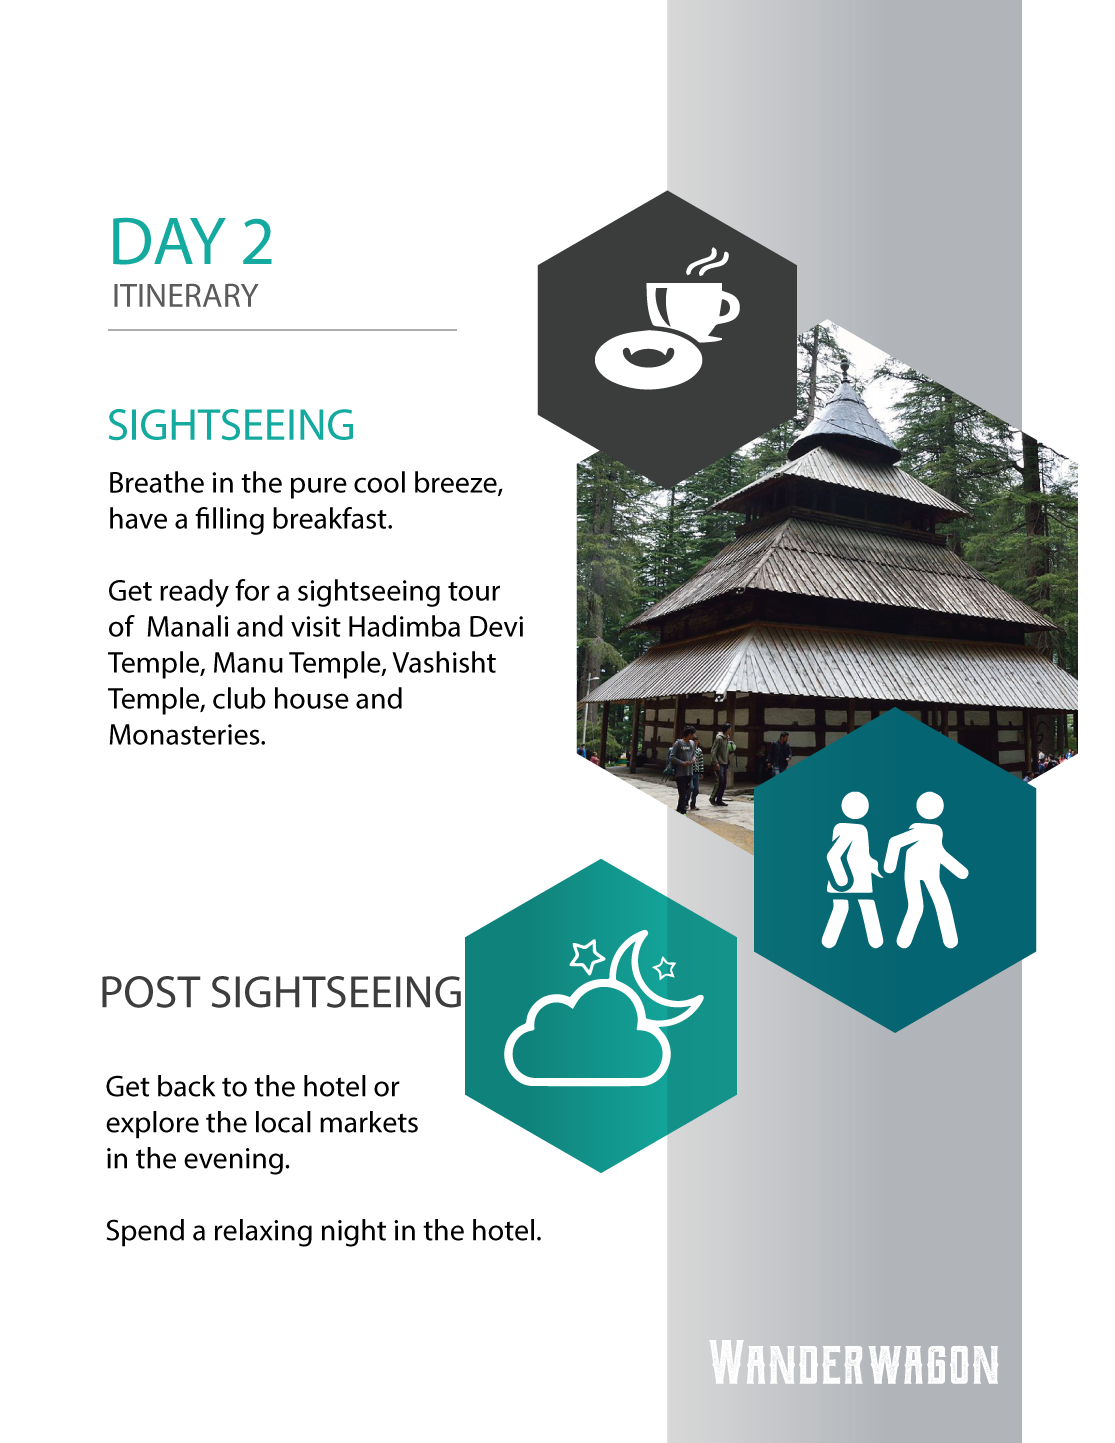 DAY 2
ITINERARY
SIGHTSEEING
Breathe in the pure cool breeze,
have a filling breakfast.
Get ready for a sightseeing tour
of  Manali and visit Hadimba Devi
Temple, Manu Temple, Vashisht
Temple, club house and
Monasteries.
POST SIGHTSEEING
Get back to the hotel or
explore the local markets
in the evening.
Spend a relaxing night in the hotel.
WANDERWAGON